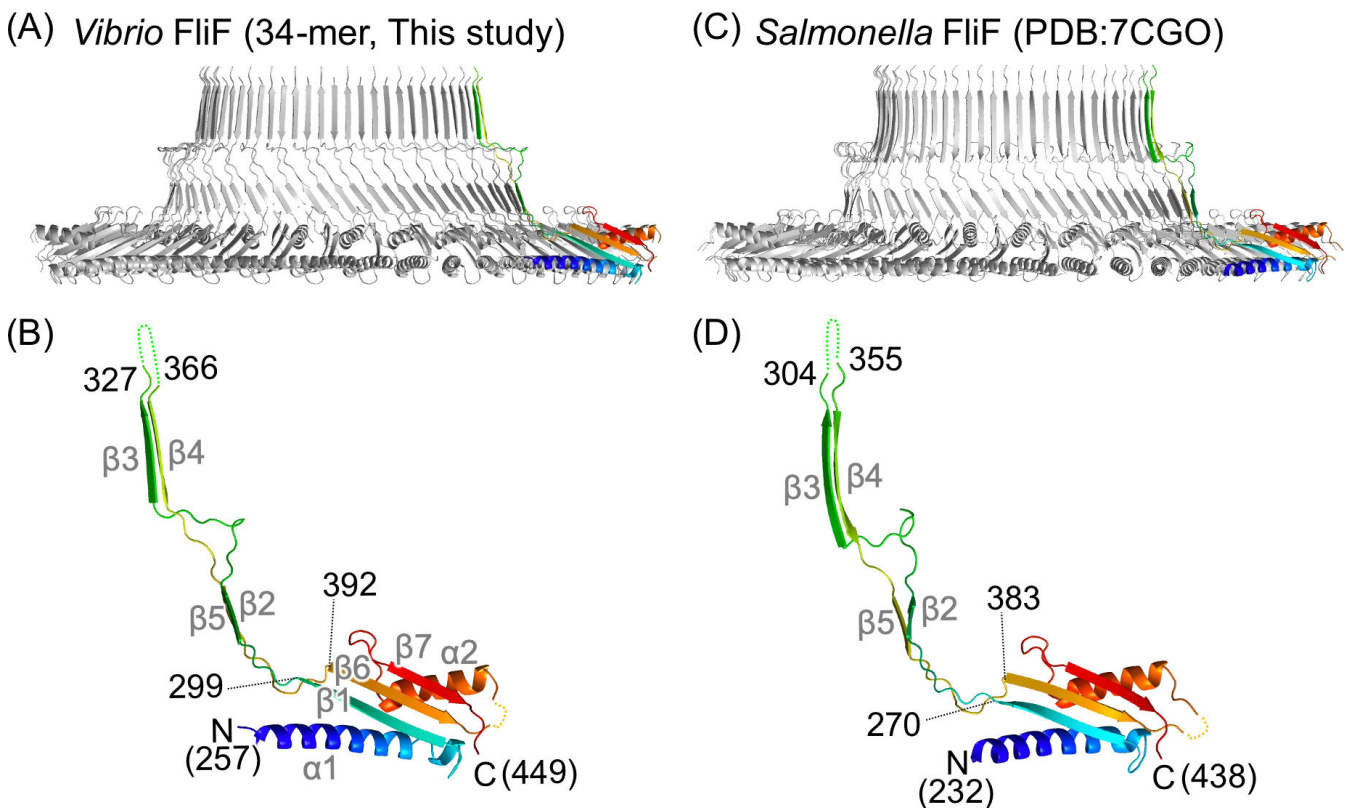 (A) Vibrio FliF (34-mer, This study)
(C) Salmonella FliF (PDB:7CGO)
(B)
327
366
β3
β4
β5
β2
392
299
β7
α2
β6
β1
N
(257)
α1
C (449)
(D)
304
355
β3
β4
β5
β2
383
270
N
(232)
C (438)